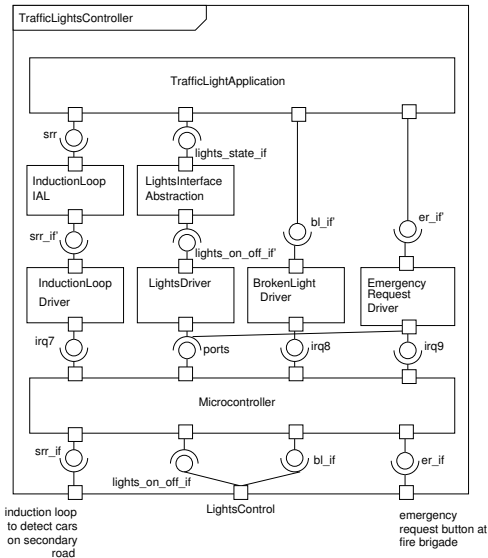 TrafficLightsController
TrafficLightApplication
srr
lights_state_if
InductionLoop
IAL
LightsInterface
Abstraction
srr_if'
lights_on_off_if'
bl_if'
er_if'
InductionLoop
Driver
LightsDriver
BrokenLight
Driver
Emergency
Request
Driver
irq7
ports
irq8
irq9
Microcontroller
srr_if
lights_on_off_if
bl_if
er_if
LightsControl
induction loop
to detect cars
on secondary
road
emergency
request button at
fire brigade